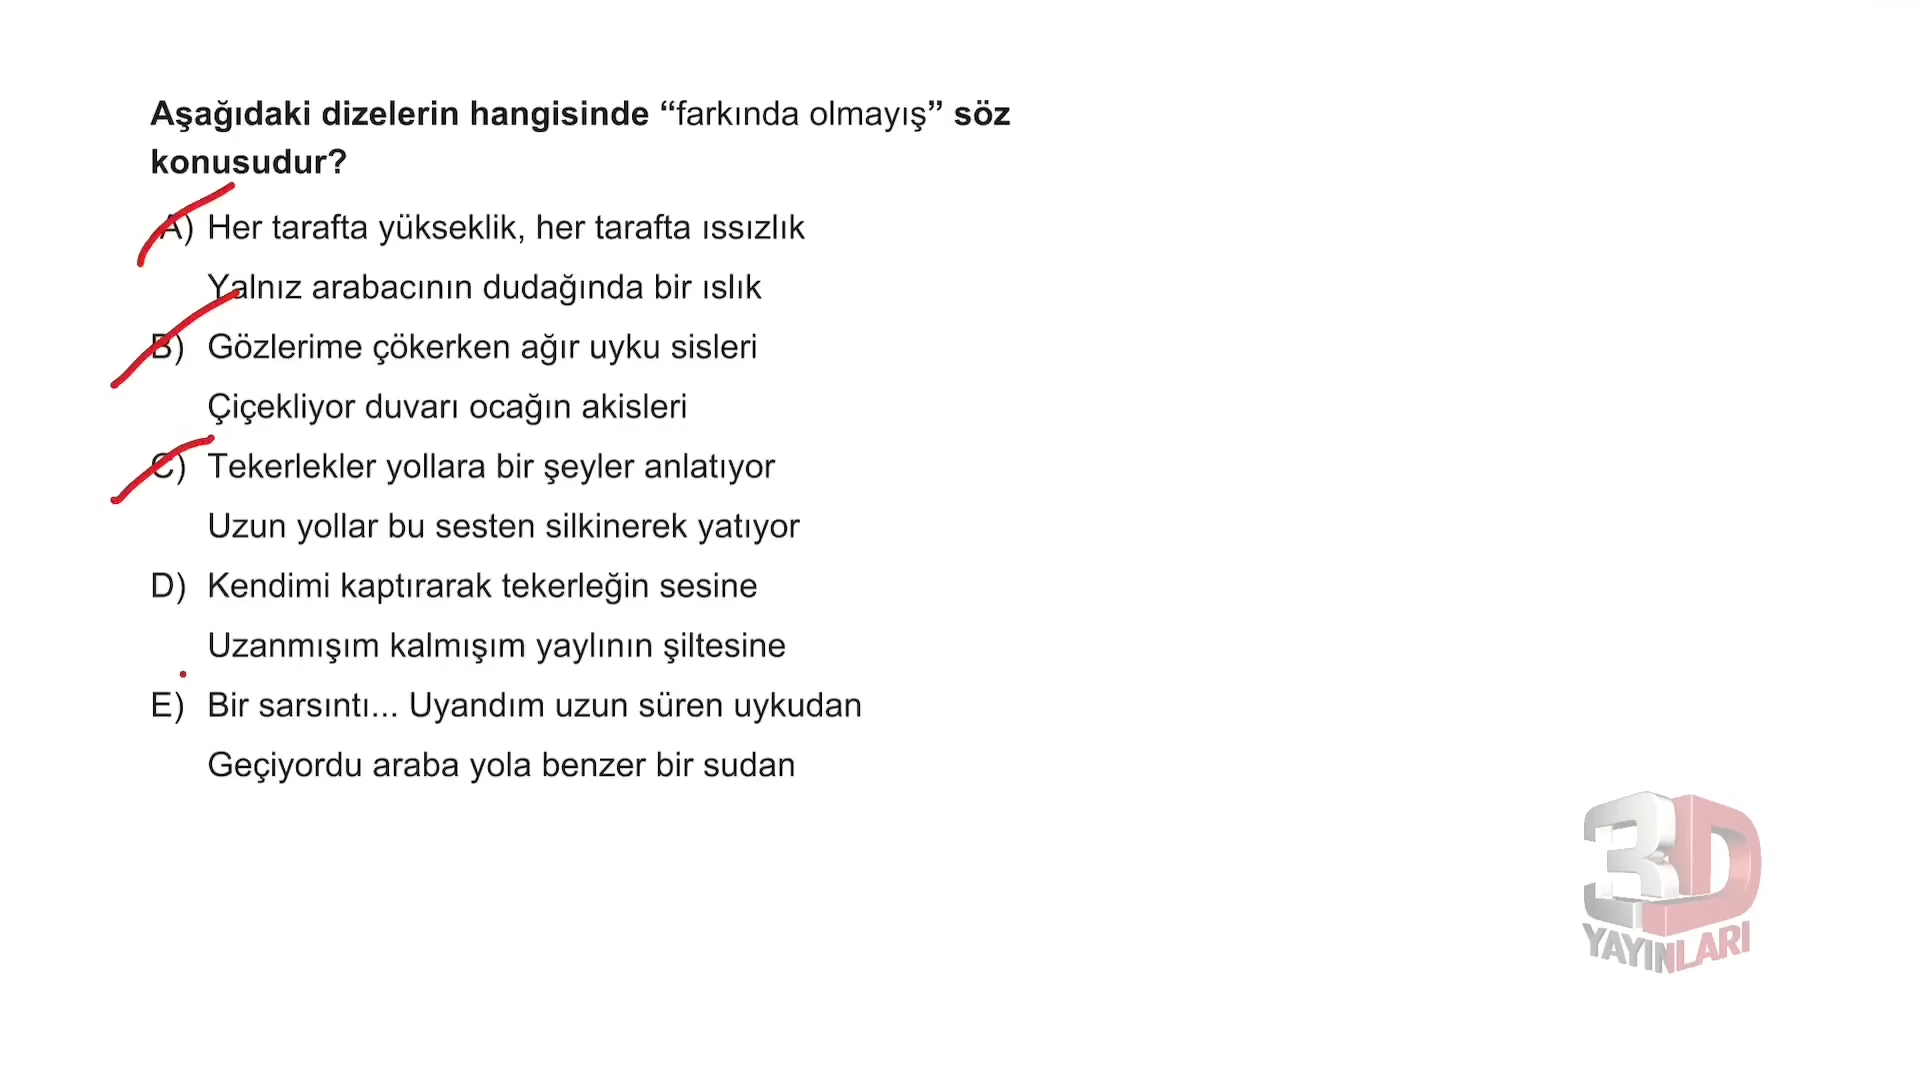 Aşağıdaki dizelerin hangisinde “farkında olmayış” söz
konusudur?
A) Her tarafta yükseklik, her tarafta ıssızlık
Yalnız arabacının dudağında bir ıslık
B) Gözlerime çökerken ağır uyku sisleri
Çiçekliyor duvarı ocağın akisleri
C) Tekerlekler yollara bir şeyler anlatıyor
Uzun yollar bu sesten silkinerek yatıyor
D) Kendimi kaptırarak tekerleğin sesine
Uzanmışım kalmışım yaylının şiltesine
E) Bir sarsıntı... Uyandım uzun süren uykudan
Geçiyordu araba yola benzer bir sudan
3D
YAYINLARI